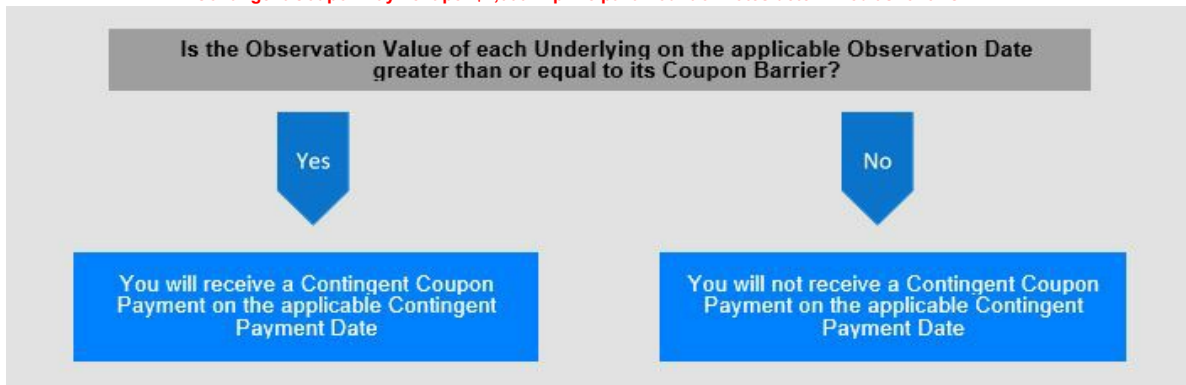 Is the Observation Value of each Underlying on the applicable Observation Date
greater than or equal to its Coupon Barrier?
Yes
No
You will receive a Contingent Coupon
Payment on the applicable Contingent
Payment Date
You will not receive a Contingent Coupon
Payment on the applicable Contingent
Payment Date